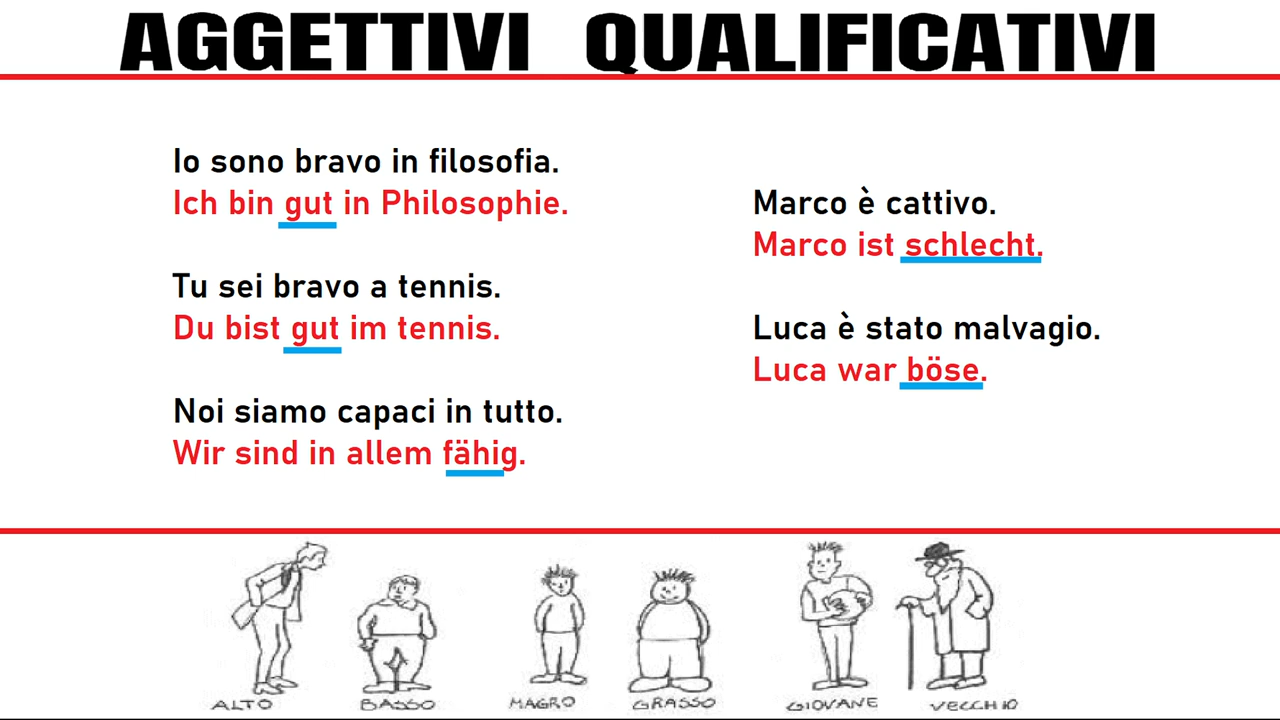 AGGETTIVI QUALIFICATIVI
Io sono bravo in filosofia.
Ich bin gut in Philosophie.
Tu sei bravo a tennis.
Du bist gut im tennis.
Noi siamo capaci in tutto.
Wir sind in allem fähig.
Marco è cattivo.
Marco ist schlecht.
Luca è stato malvagio.
Luca war böse.
ALTO BASSO MAGRO GRASSO GIOVANE VECCHIO